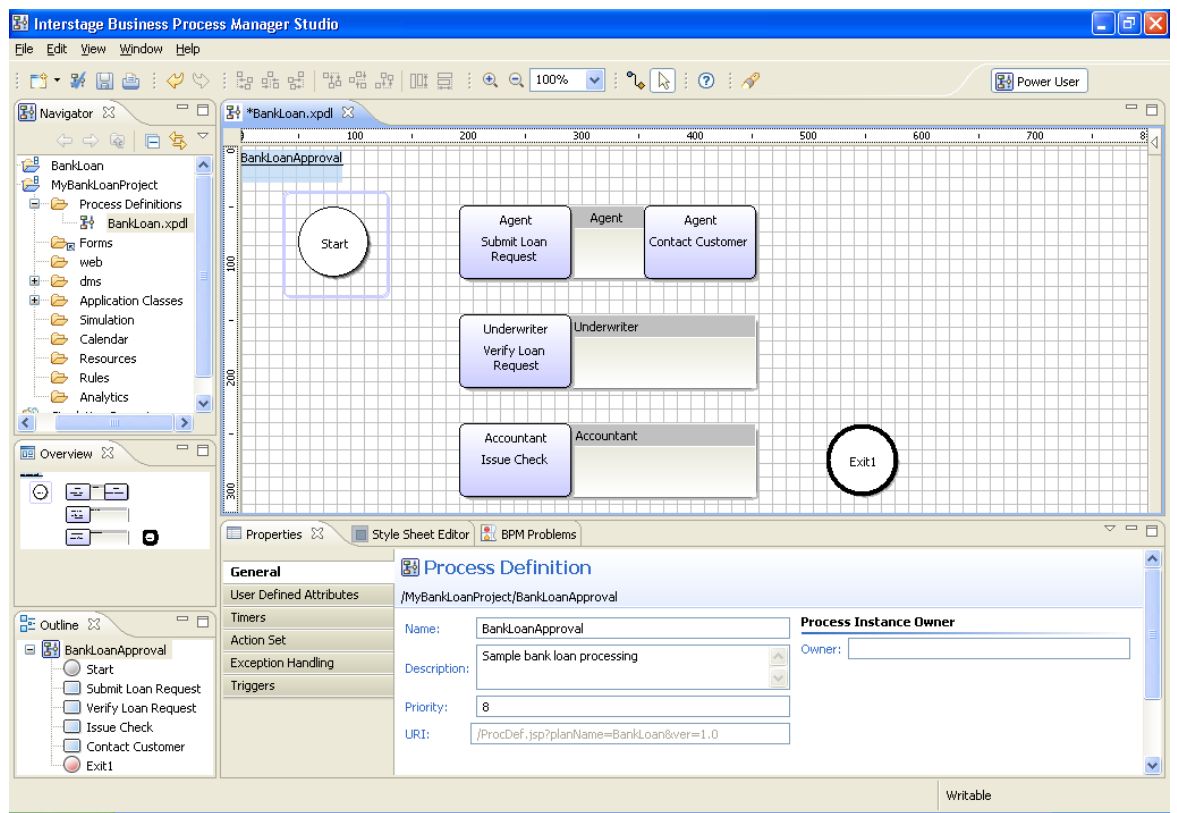 Interstage Business Process Manager Studio
File Edit View Window Help
100%
Power User
Navigator
BankLoan
MyBankLoanProject
Process Definitions
BankLoan.xpdl
Forms
web
dms
Application Classes
Simulation
Calendar
Resources
Rules
Analytics
*BankLoan.xpdl
0 100 200 300 400 500 600 700 8
0
100
200
300
BankLoanApproval
Start
Agent
Submit Loan
Request
Agent
Agent
Contact Customer
Underwriter
Verify Loan
Request
Underwriter
Accountant
Issue Check
Accountant
Exit1
Overview
Outline
BankLoanApproval
Start
Submit Loan Request
Verify Loan Request
Issue Check
Contact Customer
Exit1
Properties
Style Sheet Editor
BPM Problems
General
User Defined Attributes
Timers
Action Set
Exception Handling
Triggers
Process Definition
/MyBankLoanProject/BankLoanApproval
Name: BankLoanApproval
Description: Sample bank loan processing
Priority: 8
URI: /ProcDef.jsp?planName=BankLoan&ver=1.0
Process Instance Owner
Owner:
Writable